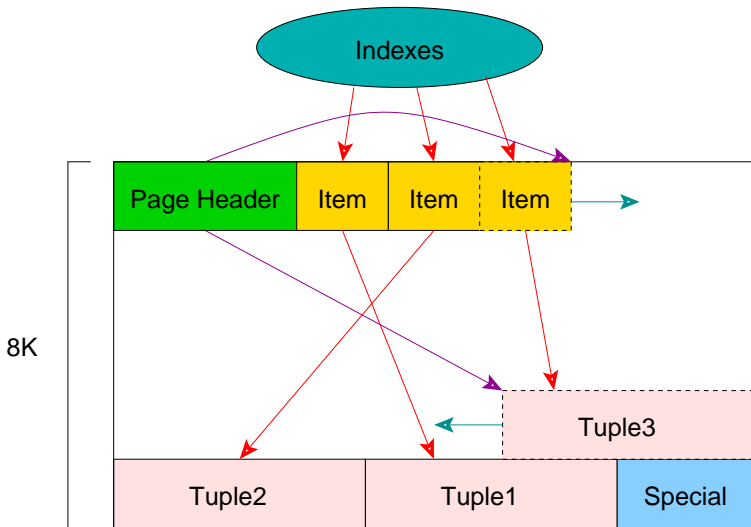 Indexes
Page Header
Item
Item
Item
8K
Tuple3
Tuple2
Tuple1
Special